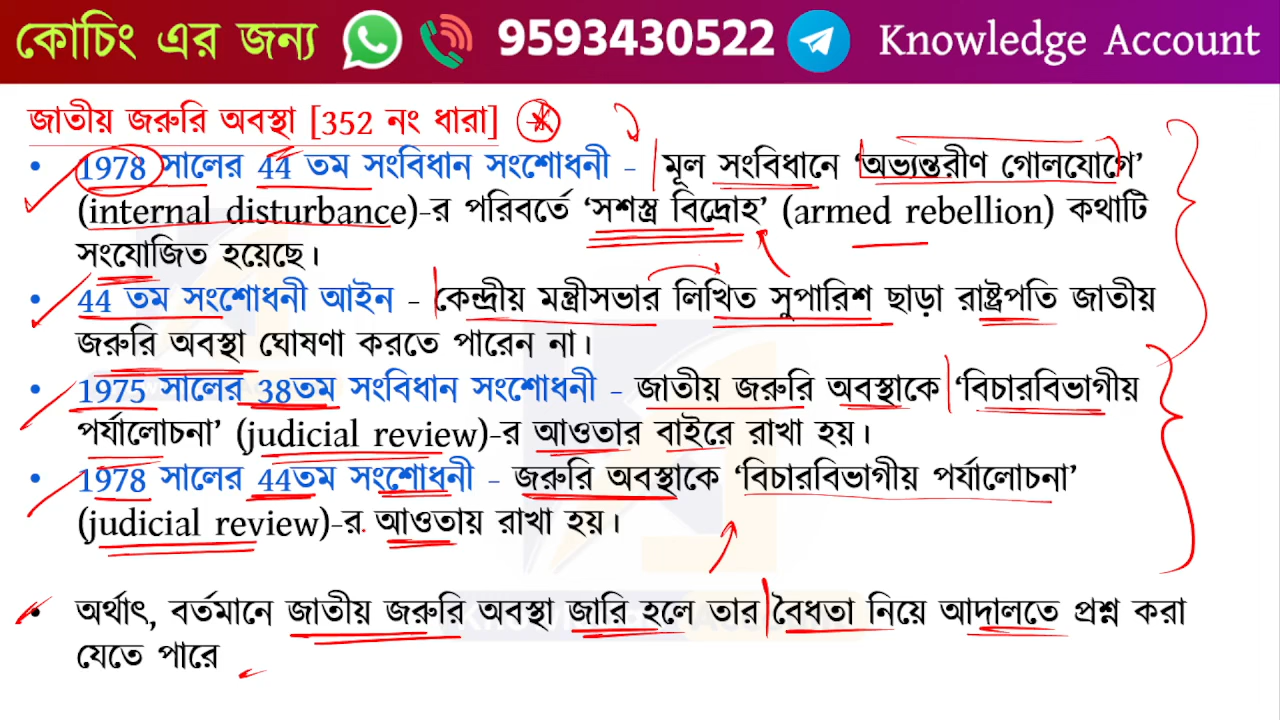 কোচিং এর জন্য 9593430522 Knowledge Account
জাতীয় জরুরি অবস্থা [352 নং ধারা]
• 1978 সালের 44 তম সংবিধান সংশোধনী - মূল সংবিধানে ‘অভ্যন্তরীণ গোলযোগে’
(internal disturbance)-র পরিবর্তে ‘সশস্ত্র বিদ্রোহ’ (armed rebellion) কথাটি
সংযোজিত হয়েছে।
• 44 তম সংশোধনী আইন - কেন্দ্রীয় মন্ত্রীসভার লিখিত সুপারিশ ছাড়া রাষ্ট্রপতি জাতীয়
জরুরি অবস্থা ঘোষণা করতে পারেন না।
• 1975 সালের 38তম সংবিধান সংশোধনী - জাতীয় জরুরি অবস্থাকে ‘বিচারবিভাগীয়
পর্যালোচনা’ (judicial review)-র আওতার বাইরে রাখা হয়।
• 1978 সালের 44তম সংশোধনী - জরুরি অবস্থাকে ‘বিচারবিভাগীয় পর্যালোচনা’
(judicial review)-র আওতায় রাখা হয়।
• অর্থাৎ, বর্তমানে জাতীয় জরুরি অবস্থা জারি হলে তার বৈধতা নিয়ে আদালতে প্রশ্ন করা
যেতে পারে